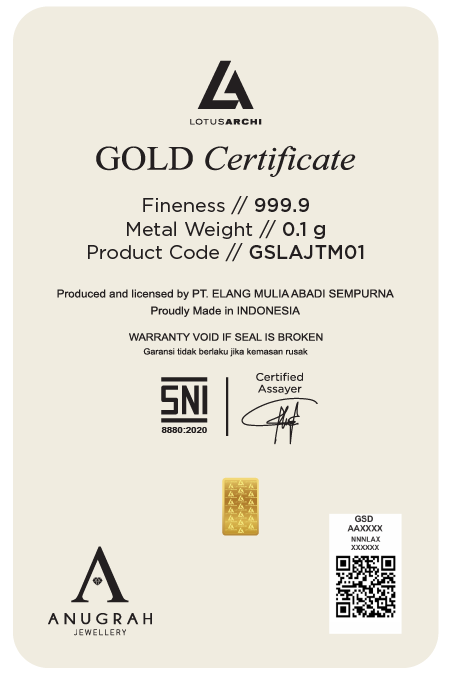 LOTUSARCHI
GOLD Certificate
Fineness // 999.9
Metal Weight // 0.1 g
Product Code // GSLAJTM01
Produced and licensed by PT. ELANG MULIA ABADI SEMPURNA
Proudly Made in INDONESIA
WARRANTY VOID IF SEAL IS BROKEN
Garansi tidak berlaku jika kemasan rusak
SNI
8880:2020
Certified
Assayer
GSD
AAXXXX
NNNLAX
XXXXXX
ANUGRAH
JEWELLERY